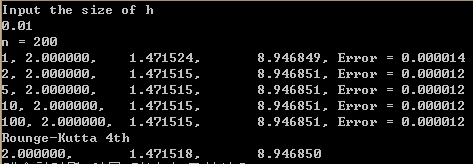 Input the size of h
0.01
n = 200
1, 2.000000, 1.471524, 8.946849, Error = 0.000014
2, 2.000000, 1.471515, 8.946851, Error = 0.000012
5, 2.000000, 1.471515, 8.946851, Error = 0.000012
10, 2.000000, 1.471515, 8.946851, Error = 0.000012
100, 2.000000, 1.471515, 8.946851, Error = 0.000012
Rounge-Kutta 4th
2.000000, 1.471518, 8.946850